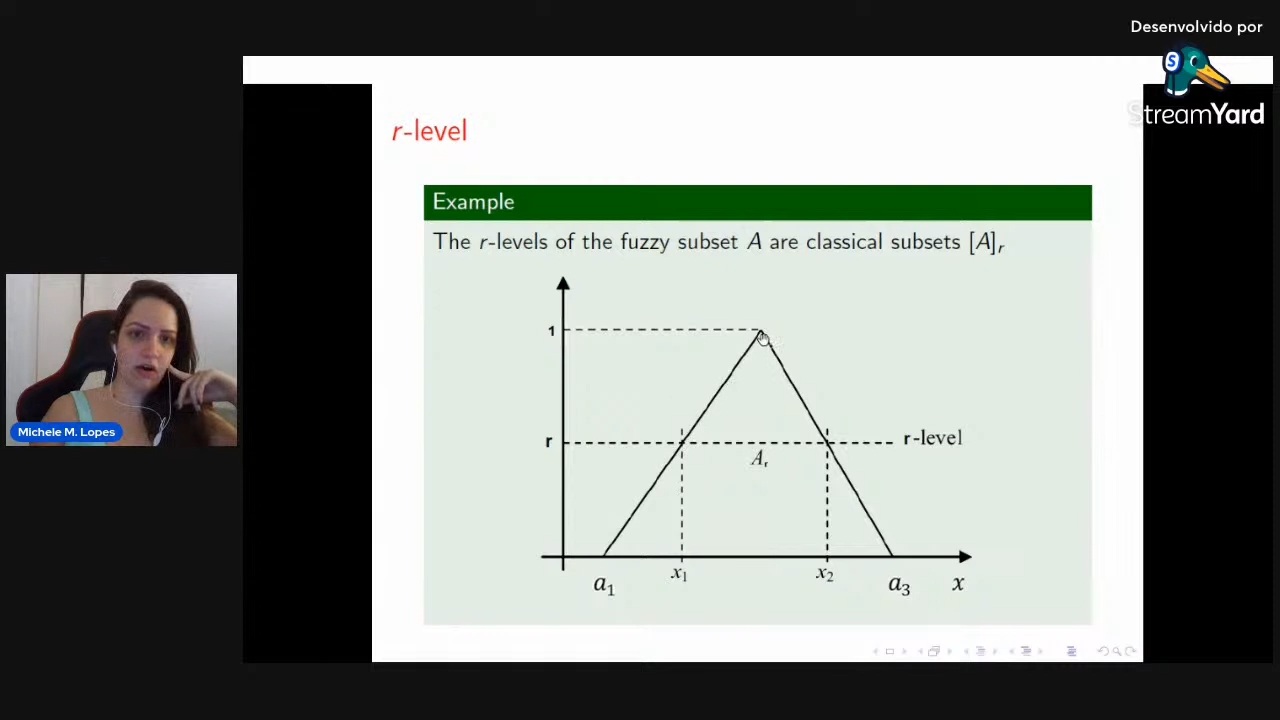 Desenvolvido por
StreamYard
r-level
Example
The r-levels of the fuzzy subset A are classical subsets [A]r
1
r
r-level
Ar
x1
x2
a1
a3
x
Michele M. Lopes